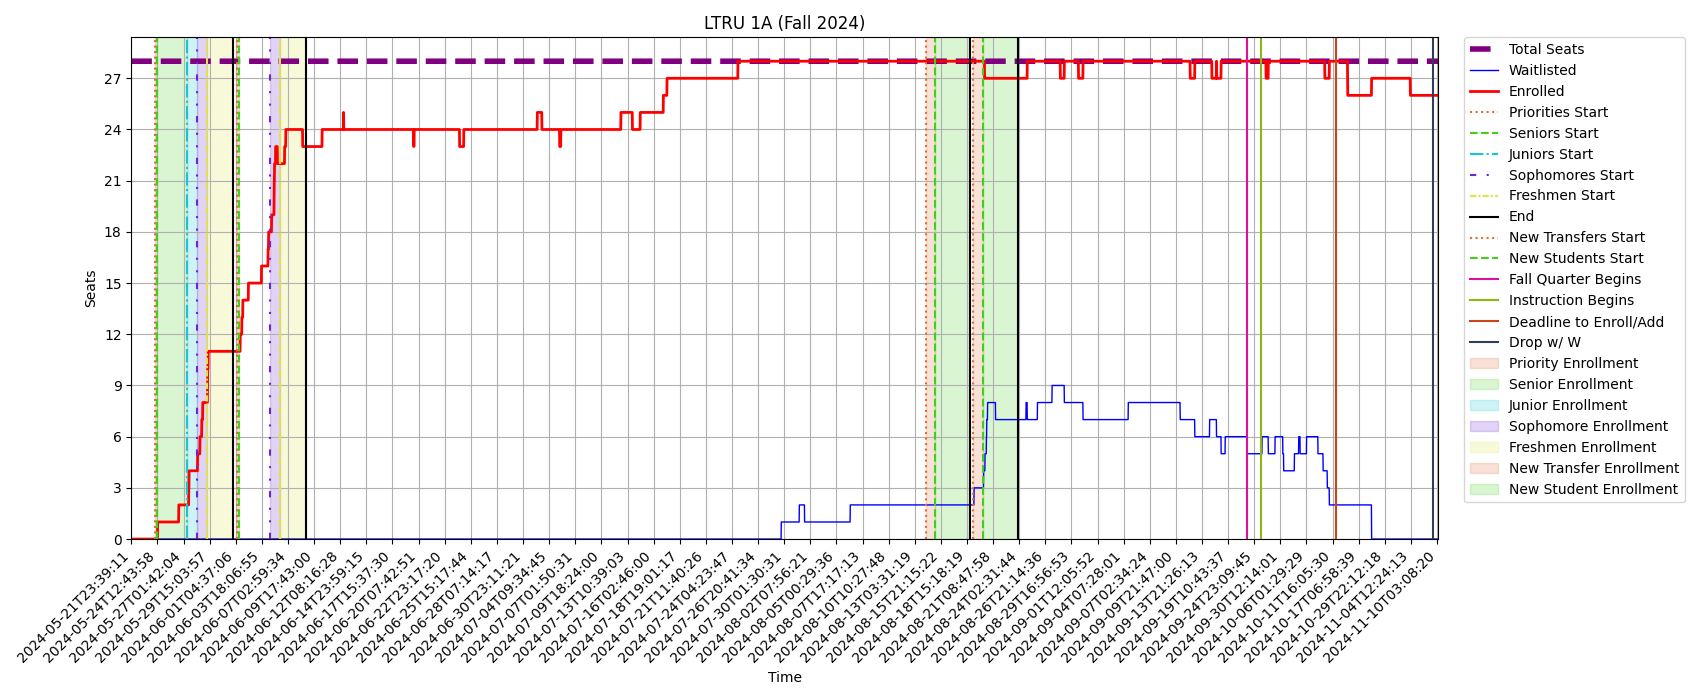 LTRU 1A (Fall 2024)
Seats
27
24
21
18
15
12
9
6
3
0
2024-05-21T23:39:11
2024-05-24T12:43:58
2024-05-27T01:42:04
2024-05-29T15:03:57
2024-06-01T04:37:06
2024-06-03T18:06:55
2024-06-07T02:59:34
2024-06-09T17:43:00
2024-06-12T08:16:28
2024-06-14T23:59:15
2024-06-17T15:37:30
2024-06-20T07:42:51
2024-06-22T23:17:20
2024-06-25T15:17:44
2024-06-28T07:14:17
2024-06-30T23:11:21
2024-07-04T09:34:45
2024-07-07T01:50:31
2024-07-09T18:24:00
2024-07-13T10:39:03
2024-07-16T02:46:00
2024-07-18T19:01:17
2024-07-21T11:40:26
2024-07-24T04:23:47
2024-07-26T20:41:34
2024-07-30T01:30:31
2024-08-02T07:56:21
2024-08-05T00:29:36
2024-08-07T17:17:13
2024-08-10T10:27:48
2024-08-13T03:31:19
2024-08-15T21:15:22
2024-08-18T15:18:19
2024-08-21T08:47:58
2024-08-24T02:31:44
2024-08-26T21:14:36
2024-08-29T16:56:53
2024-09-01T12:05:52
2024-09-04T07:28:01
2024-09-07T02:34:24
2024-09-09T21:47:00
2024-09-13T21:26:13
2024-09-19T10:43:37
2024-09-24T23:09:45
2024-09-30T12:14:01
2024-10-06T01:29:29
2024-10-11T16:05:30
2024-10-17T06:58:39
2024-10-29T22:12:18
2024-11-04T12:24:13
2024-11-10T03:08:20
Time
Total Seats
Waitlisted
Enrolled
Priorities Start
Seniors Start
Juniors Start
Sophomores Start
Freshmen Start
End
New Transfers Start
New Students Start
Fall Quarter Begins
Instruction Begins
Deadline to Enroll/Add
Drop w/ W
Priority Enrollment
Senior Enrollment
Junior Enrollment
Sophomore Enrollment
Freshmen Enrollment
New Transfer Enrollment
New Student Enrollment